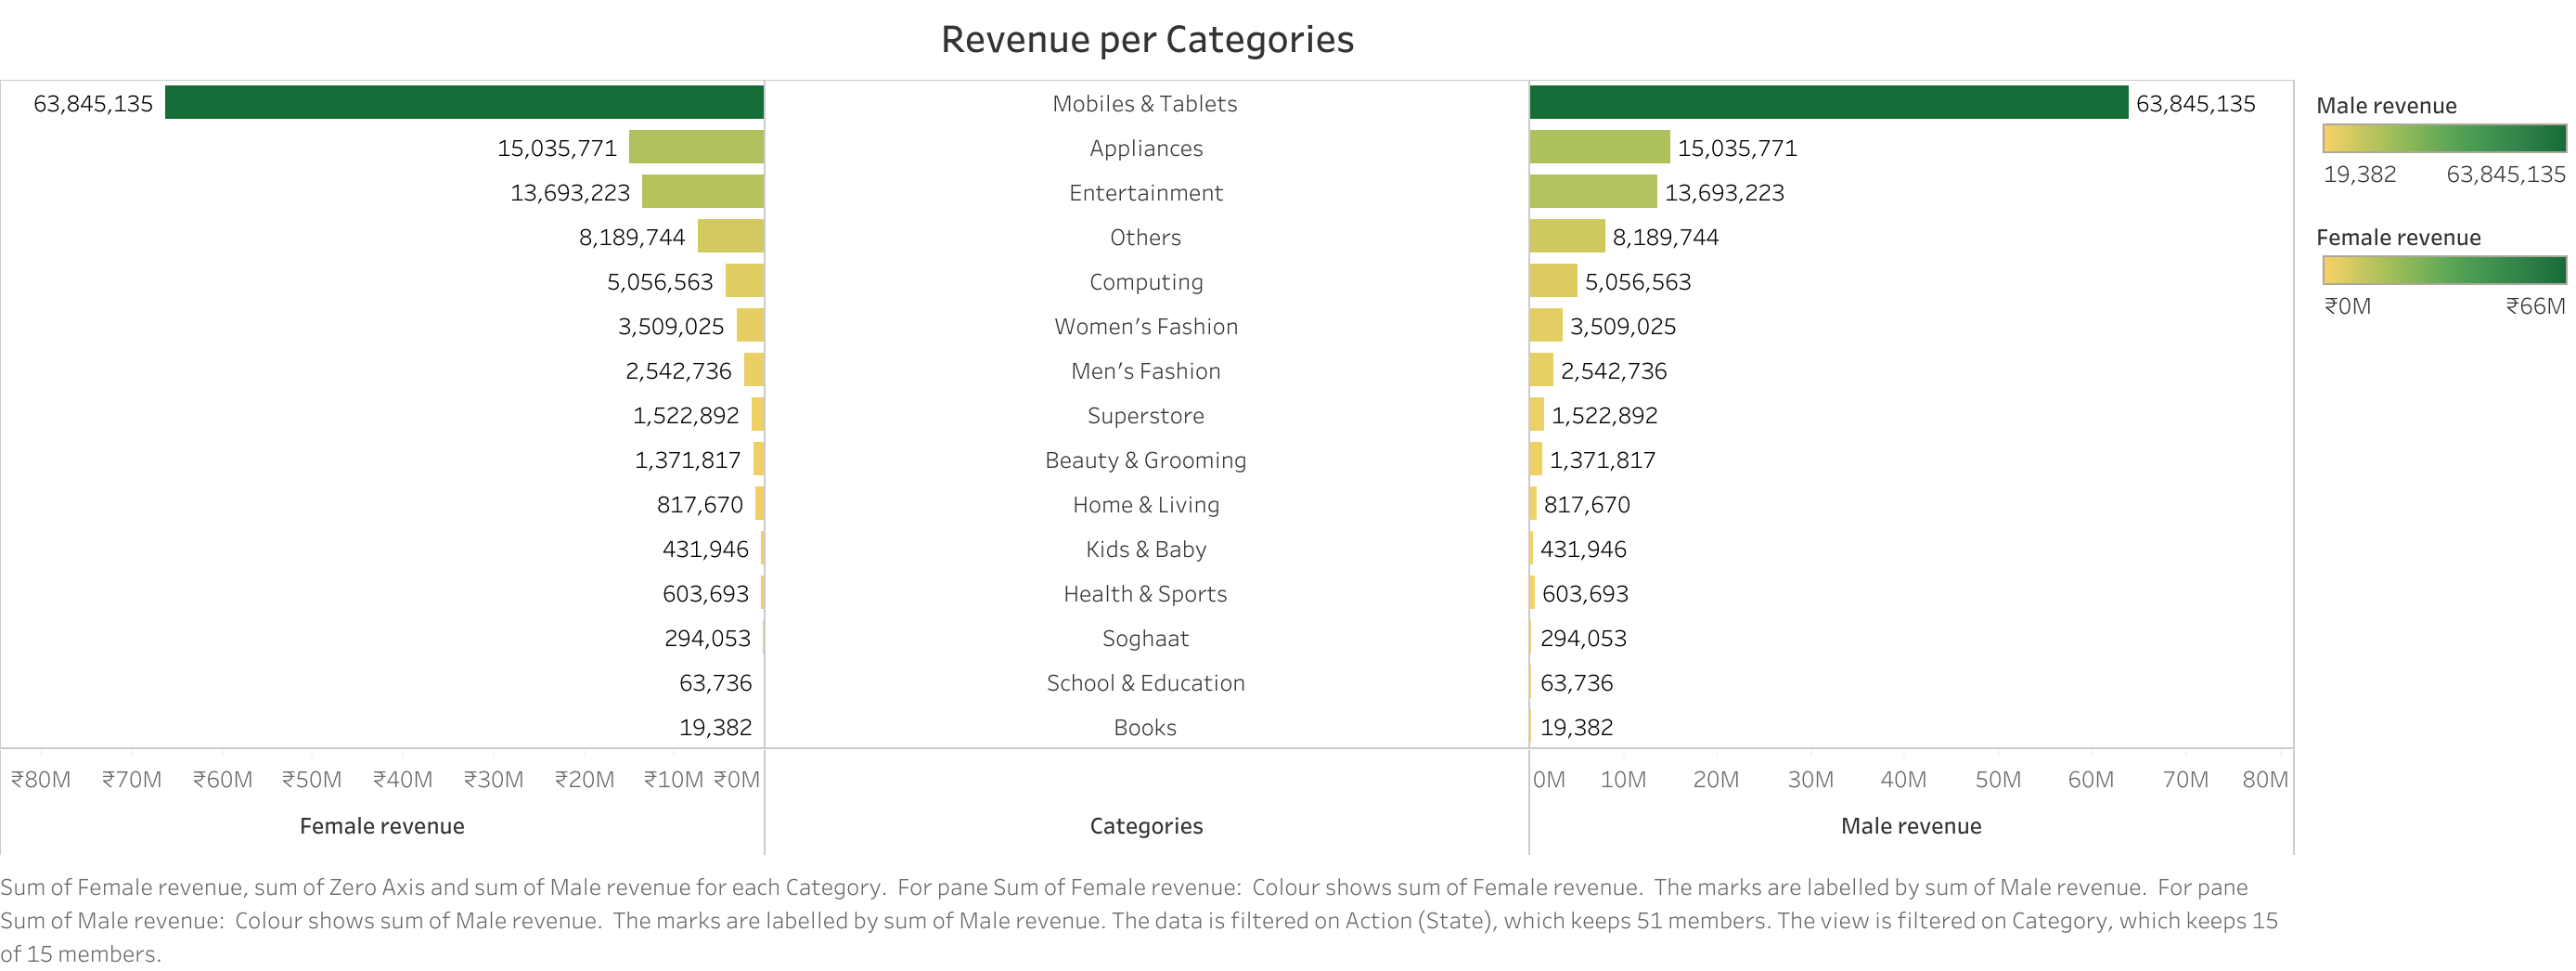 Revenue per Categories
63,845,135 Mobiles & Tablets 63,845,135
15,035,771 Appliances 15,035,771
13,693,223 Entertainment 13,693,223
8,189,744 Others 8,189,744
5,056,563 Computing 5,056,563
3,509,025 Women's Fashion 3,509,025
2,542,736 Men's Fashion 2,542,736
1,522,892 Superstore 1,522,892
1,371,817 Beauty & Grooming 1,371,817
817,670 Home & Living 817,670
431,946 Kids & Baby 431,946
603,693 Health & Sports 603,693
294,053 Soghaat 294,053
63,736 School & Education 63,736
19,382 Books 19,382
₹80M ₹70M ₹60M ₹50M ₹40M ₹30M ₹20M ₹10M ₹0M 0M 10M 20M 30M 40M 50M 60M 70M 80M
Female revenue Categories Male revenue
Male revenue
19,382 63,845,135
Female revenue
₹0M ₹66M
Sum of Female revenue, sum of Zero Axis and sum of Male revenue for each Category.  For pane Sum of Female revenue:  Colour shows sum of Female revenue.  The marks are labelled by sum of Male revenue.  For pane
Sum of Male revenue:  Colour shows sum of Male revenue.  The marks are labelled by sum of Male revenue. The data is filtered on Action (State), which keeps 51 members. The view is filtered on Category, which keeps 15
of 15 members.